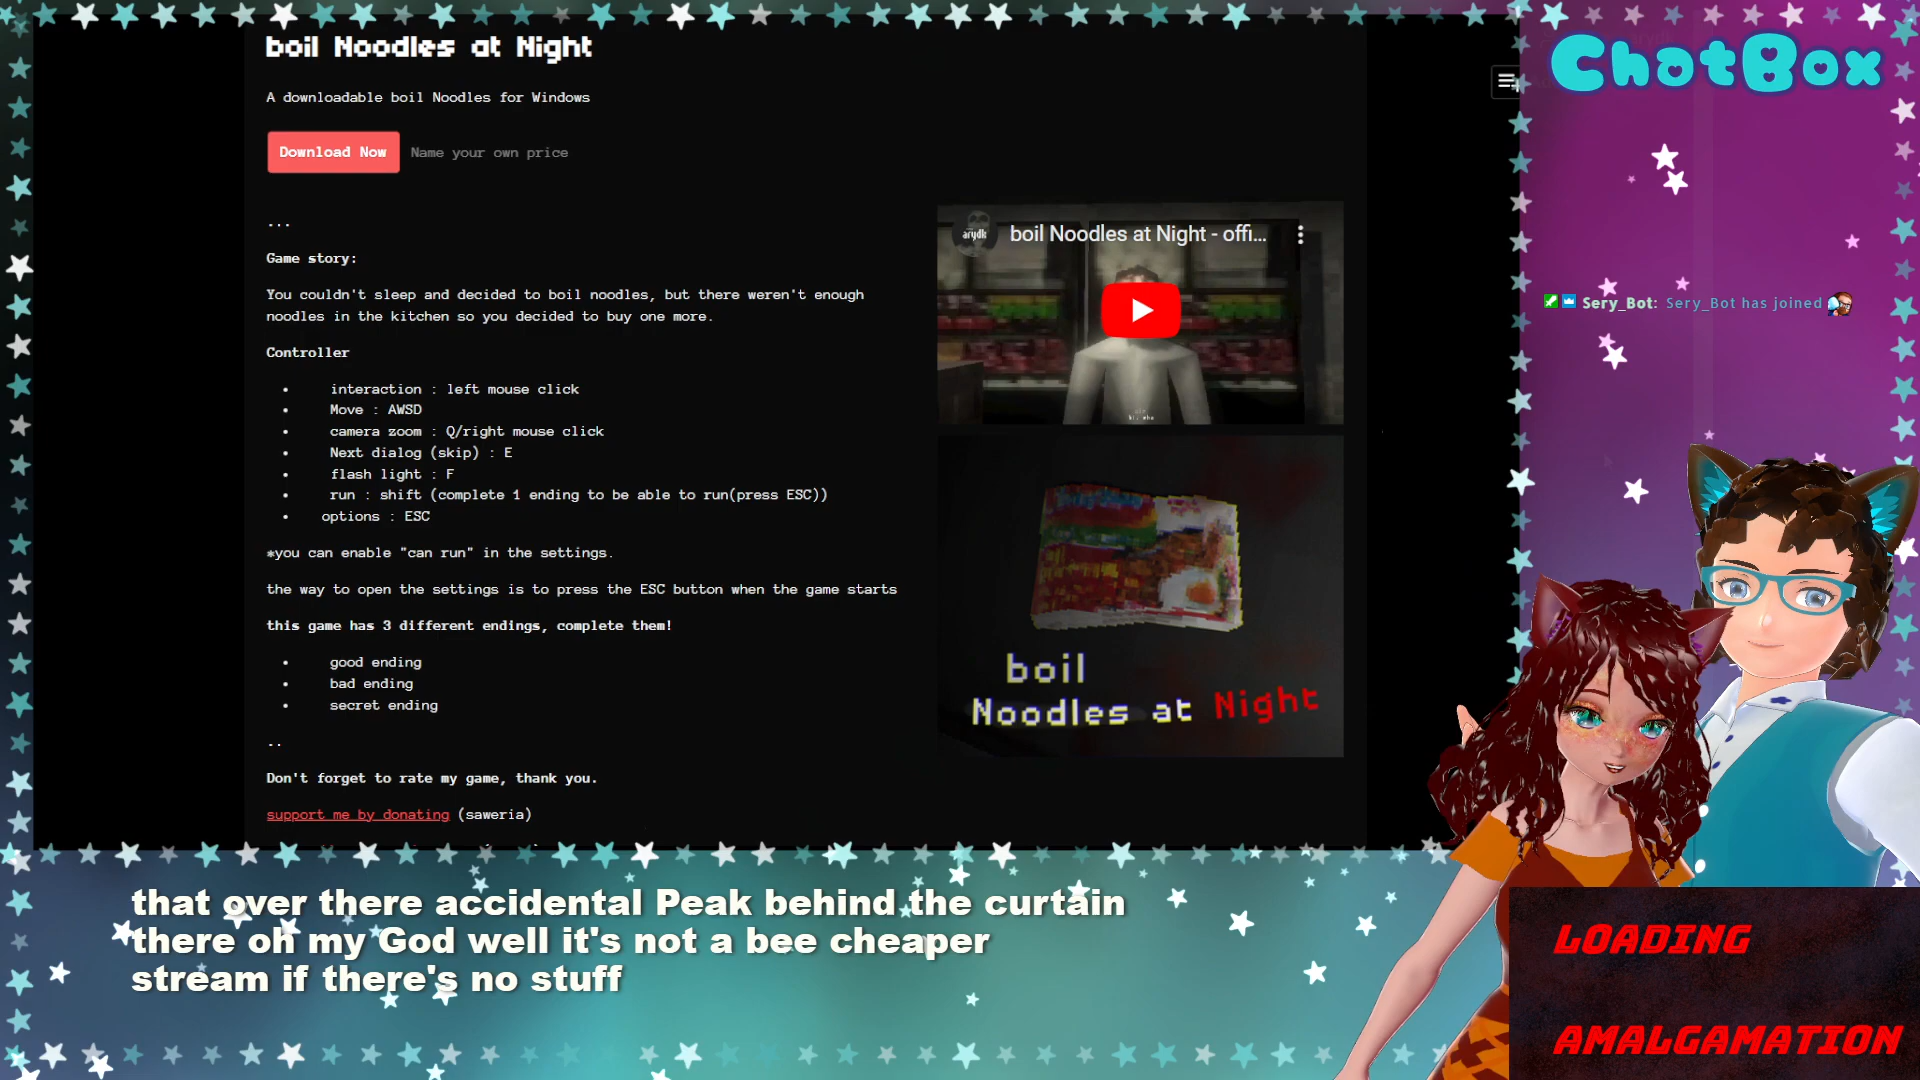 boil Noodles at Night
A downloadable boil Noodles for Windows
Download Now Name your own price
...
Game story:
You couldn't sleep and decided to boil noodles, but there weren't enough
noodles in the kitchen so you decided to buy one more.
Controller
• interaction : left mouse click
• Move : AWSD
• camera zoom : Q/right mouse click
• Next dialog (skip) : E
• flash light : F
• run : shift (complete 1 ending to be able to run(press ESC))
• options : ESC
*you can enable "can run" in the settings.
the way to open the settings is to press the ESC button when the game starts
this game has 3 different endings, complete them!
• good ending
• bad ending
• secret ending
..
Don't forget to rate my game, thank you.
support me by donating (saweria)
arydk
boil Noodles at Night - offi...
boil
Noodles at Night
ChatBox
Sery_Bot: Sery_Bot has joined
that over there accidental Peak behind the curtain
there oh my God well it's not a bee cheaper
stream if there's no stuff
LOADING
AMALGAMATION